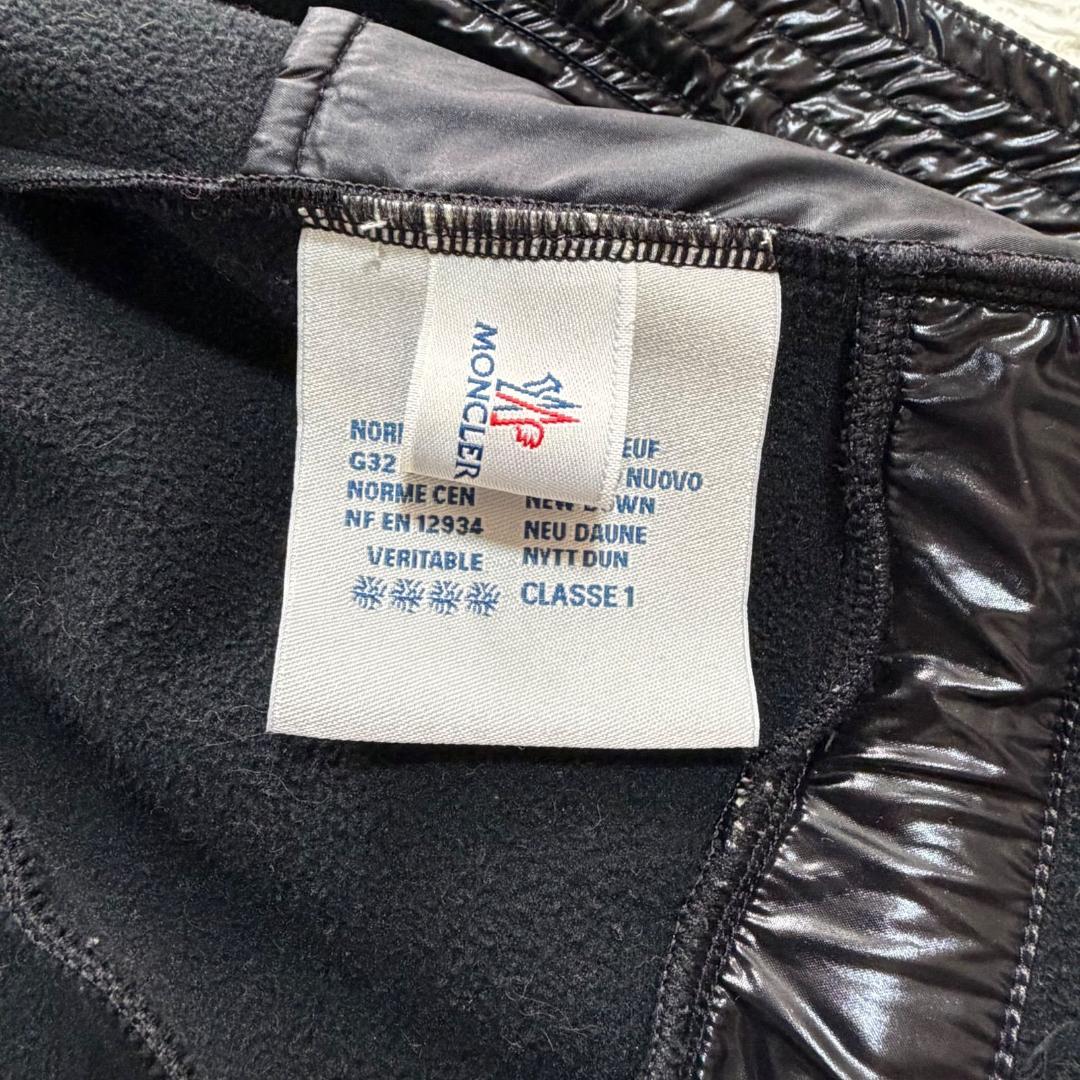 MONCLER
NORI
G32
NORME CEN
NF EN 12934
VERITABLE
EUF
NUOVO
NEW DOWN
NEU DAUNE
NYTT DUN
CLASSE 1